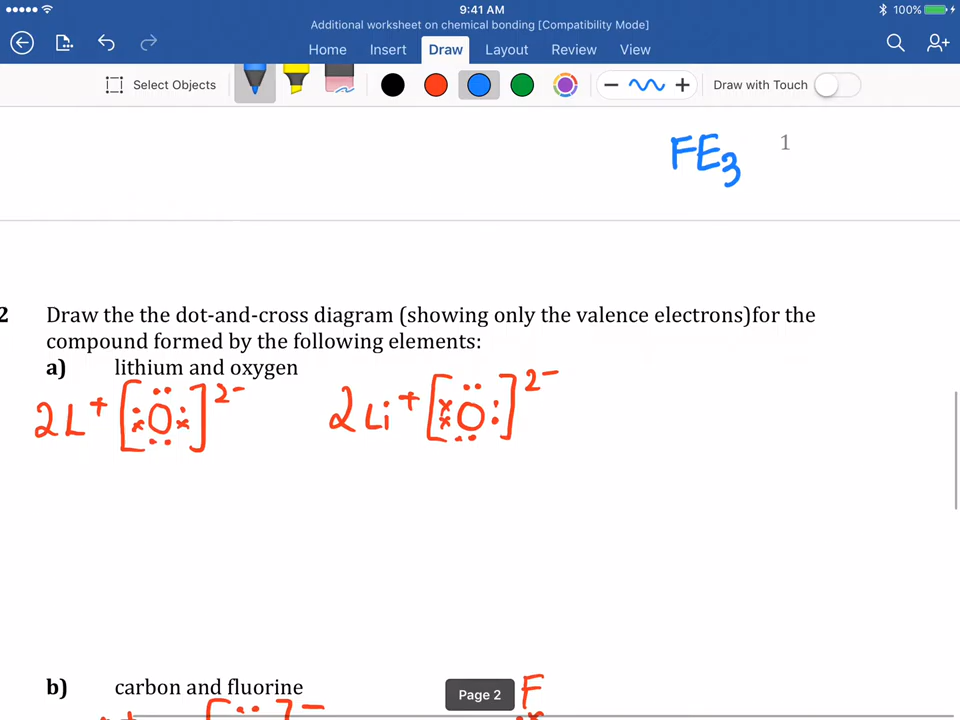 9:41 AM
100%
Additional worksheet on chemical bonding [Compatibility Mode]
Home Insert Draw Layout Review View
Select Objects
Draw with Touch
FE3
1
2 Draw the the dot-and-cross diagram (showing only the valence electrons)for the
compound formed by the following elements:
a) lithium and oxygen
2L+ [O]2- 2Li+ [O]2-
b) carbon and fluorine
Page 2
F